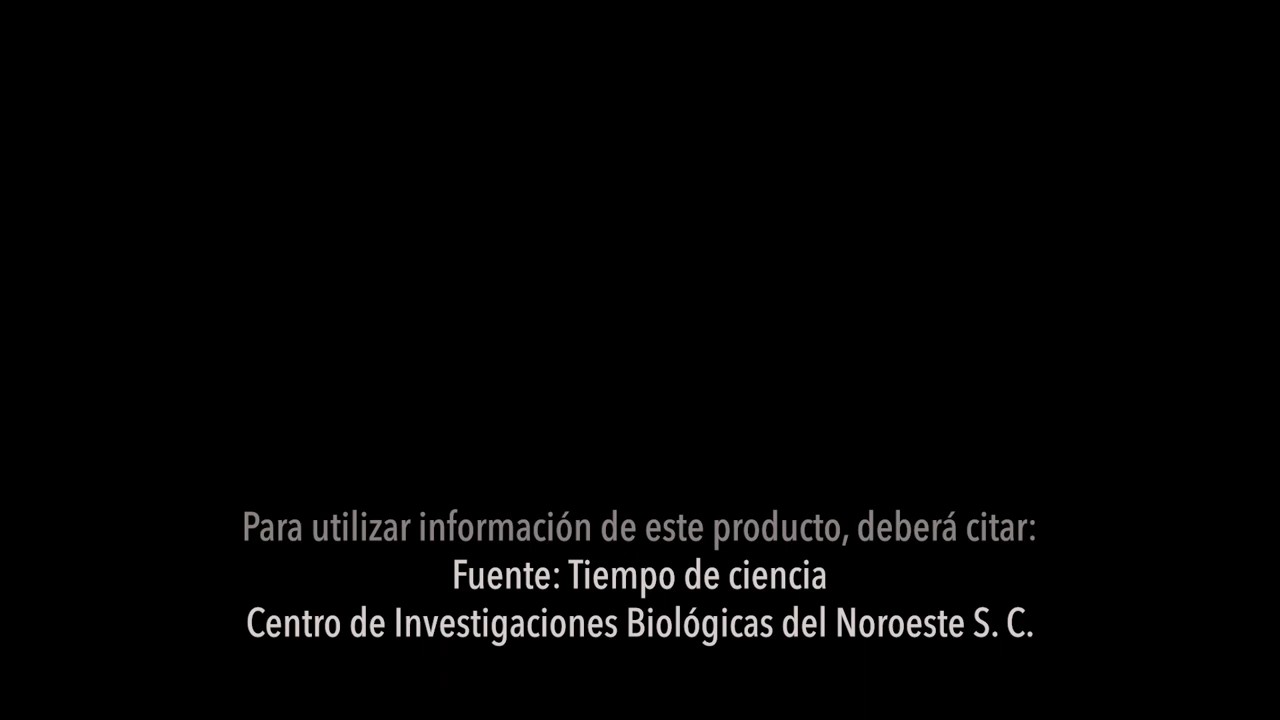 Para utilizar información de este producto, deberá citar:
Fuente: Tiempo de ciencia
Centro de Investigaciones Biológicas del Noroeste S. C.